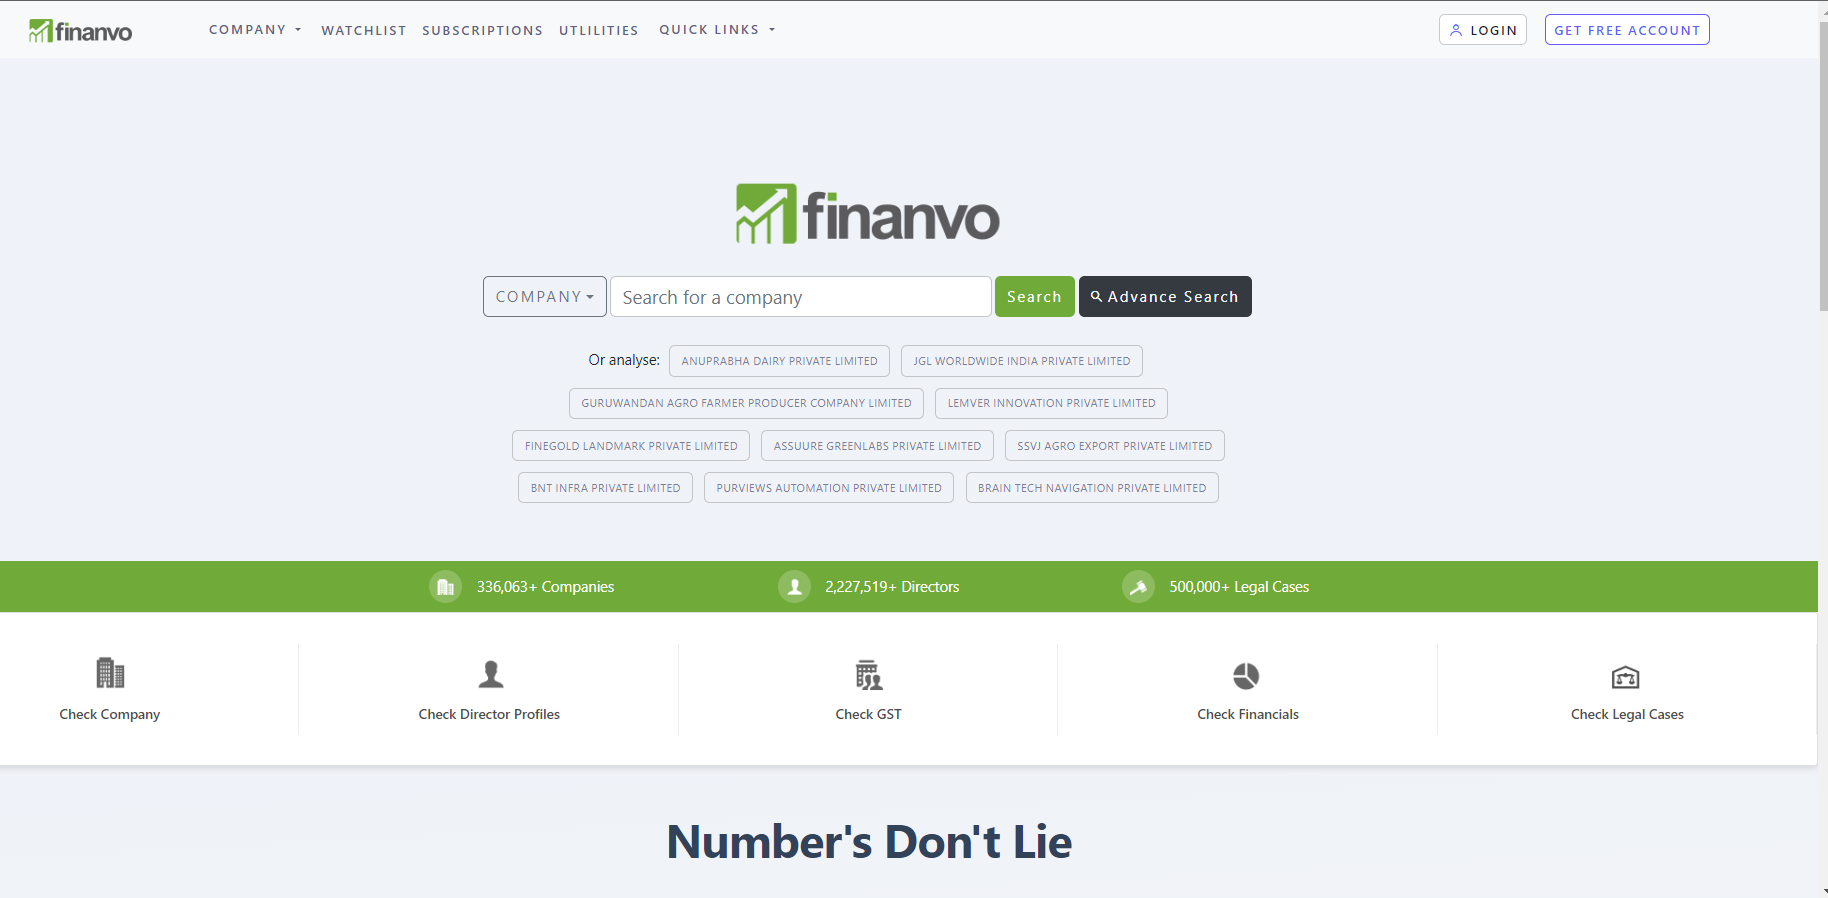 finanvo COMPANY WATCHLIST SUBSCRIPTIONS UTLILITIES QUICK LINKS LOGIN GET FREE ACCOUNT
finanvo
COMPANY Search for a company Search Advance Search
Or analyse: ANUPRABHA DAIRY PRIVATE LIMITED JGL WORLDWIDE INDIA PRIVATE LIMITED
GURUWANDAN AGRO FARMER PRODUCER COMPANY LIMITED LEMVER INNOVATION PRIVATE LIMITED
FINEGOLD LANDMARK PRIVATE LIMITED ASSUURE GREENLABS PRIVATE LIMITED SSVJ AGRO EXPORT PRIVATE LIMITED
BNT INFRA PRIVATE LIMITED PURVIEWS AUTOMATION PRIVATE LIMITED BRAIN TECH NAVIGATION PRIVATE LIMITED
336,063+ Companies 2,227,519+ Directors 500,000+ Legal Cases
Check Company Check Director Profiles Check GST Check Financials Check Legal Cases
Number's Don't Lie